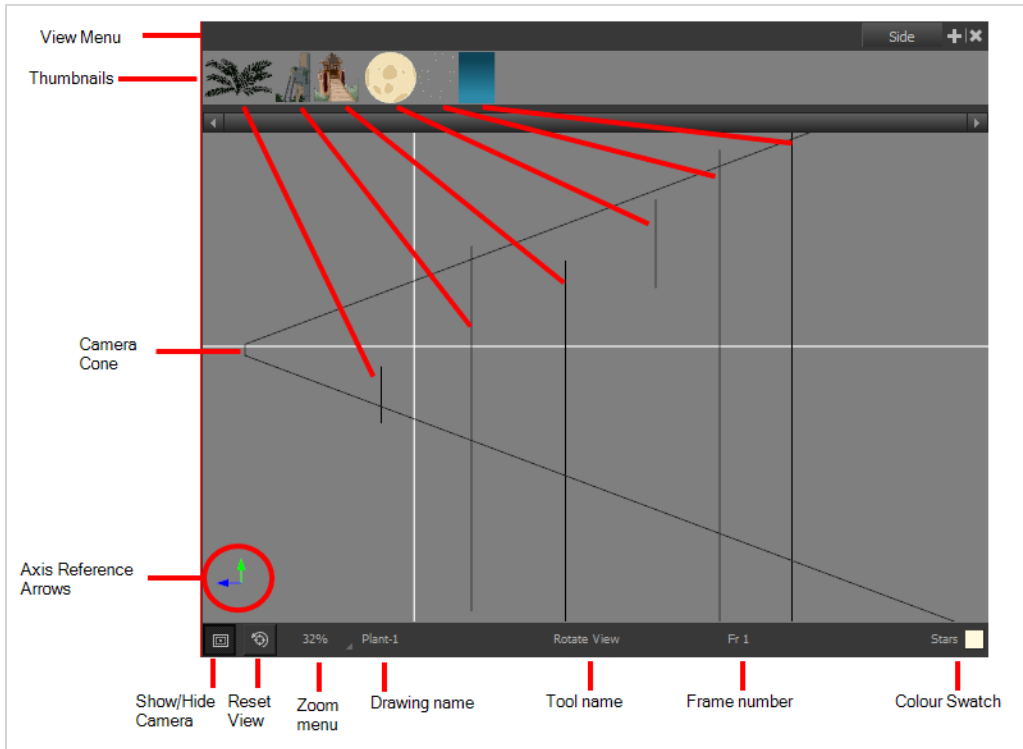 View Menu
Side
Thumbnails
Camera
Cone
Axis Reference
Arrows
32%
Plant-1
Rotate View
Fr 1
Stars
Show/Hide
Camera
Reset
View
Zoom
menu
Drawing name
Tool name
Frame number
Colour Swatch